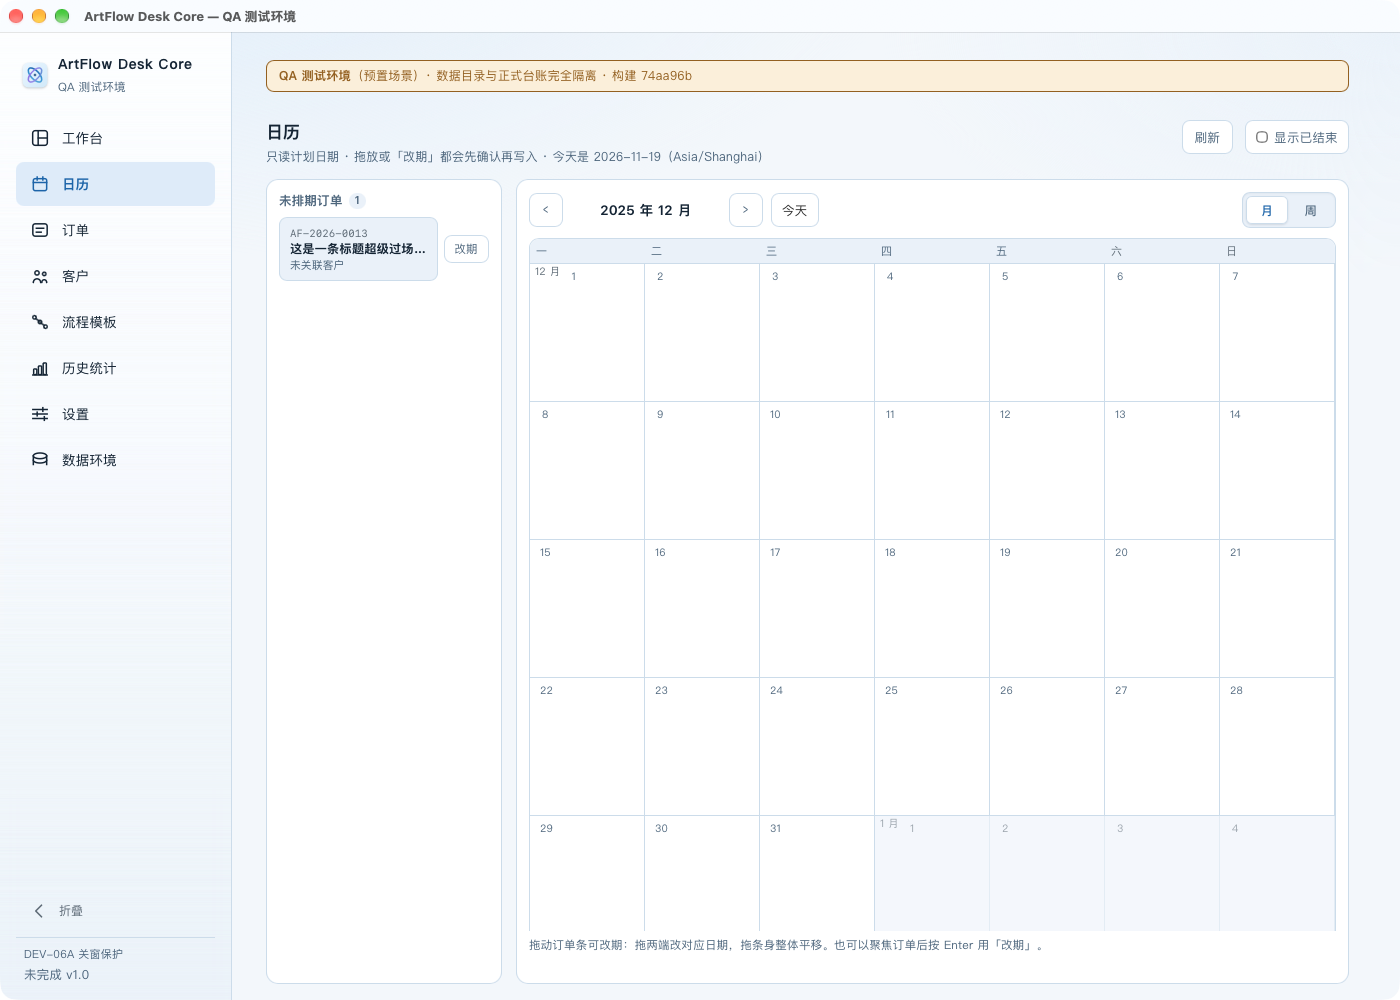 ArtFlow Desk Core — QA 测试环境
ArtFlow Desk Core
QA 测试环境
工作台
日历
订单
客户
流程模板
历史统计
设置
数据环境
折叠
DEV-06A 关窗保护
未完成 v1.0
QA 测试环境（预置场景）· 数据目录与正式台账完全隔离 · 构建 74aa96b
日历
只读计划日期 · 拖放或「改期」都会先确认再写入 · 今天是 2026-11-19（Asia/Shanghai）
刷新
显示已结束
未排期订单 1
AF-2026-0013
这是一条标题超级过场...
未关联客户
改期
< 2025 年 12 月 > 今天
月 周
一 二 三 四 五 六 日
12 月 1 2 3 4 5 6 7
8 9 10 11 12 13 14
15 16 17 18 19 20 21
22 23 24 25 26 27 28
29 30 31 1 月 1 2 3 4
拖动订单条可改期：拖两端改对应日期，拖条身整体平移。也可以聚焦订单后按 Enter 用「改期」。